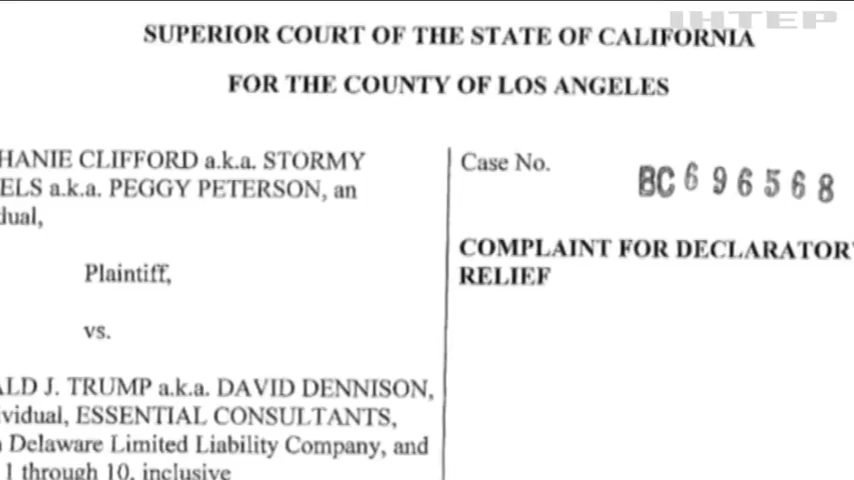 ІНТЕР
SUPERIOR COURT OF THE STATE OF CALIFORNIA
FOR THE COUNTY OF LOS ANGELES
HANIE CLIFFORD a.k.a. STORMY
ELS a.k.a. PEGGY PETERSON, an
dual,
Plaintiff,
vs.
ALD J. TRUMP a.k.a. DAVID DENNISON,
ividual, ESSENTIAL CONSULTANTS,
Delaware Limited Liability Company, and
1 through 10, inclusive
Case No.
BC696568
COMPLAINT FOR DECLARATORY
RELIEF